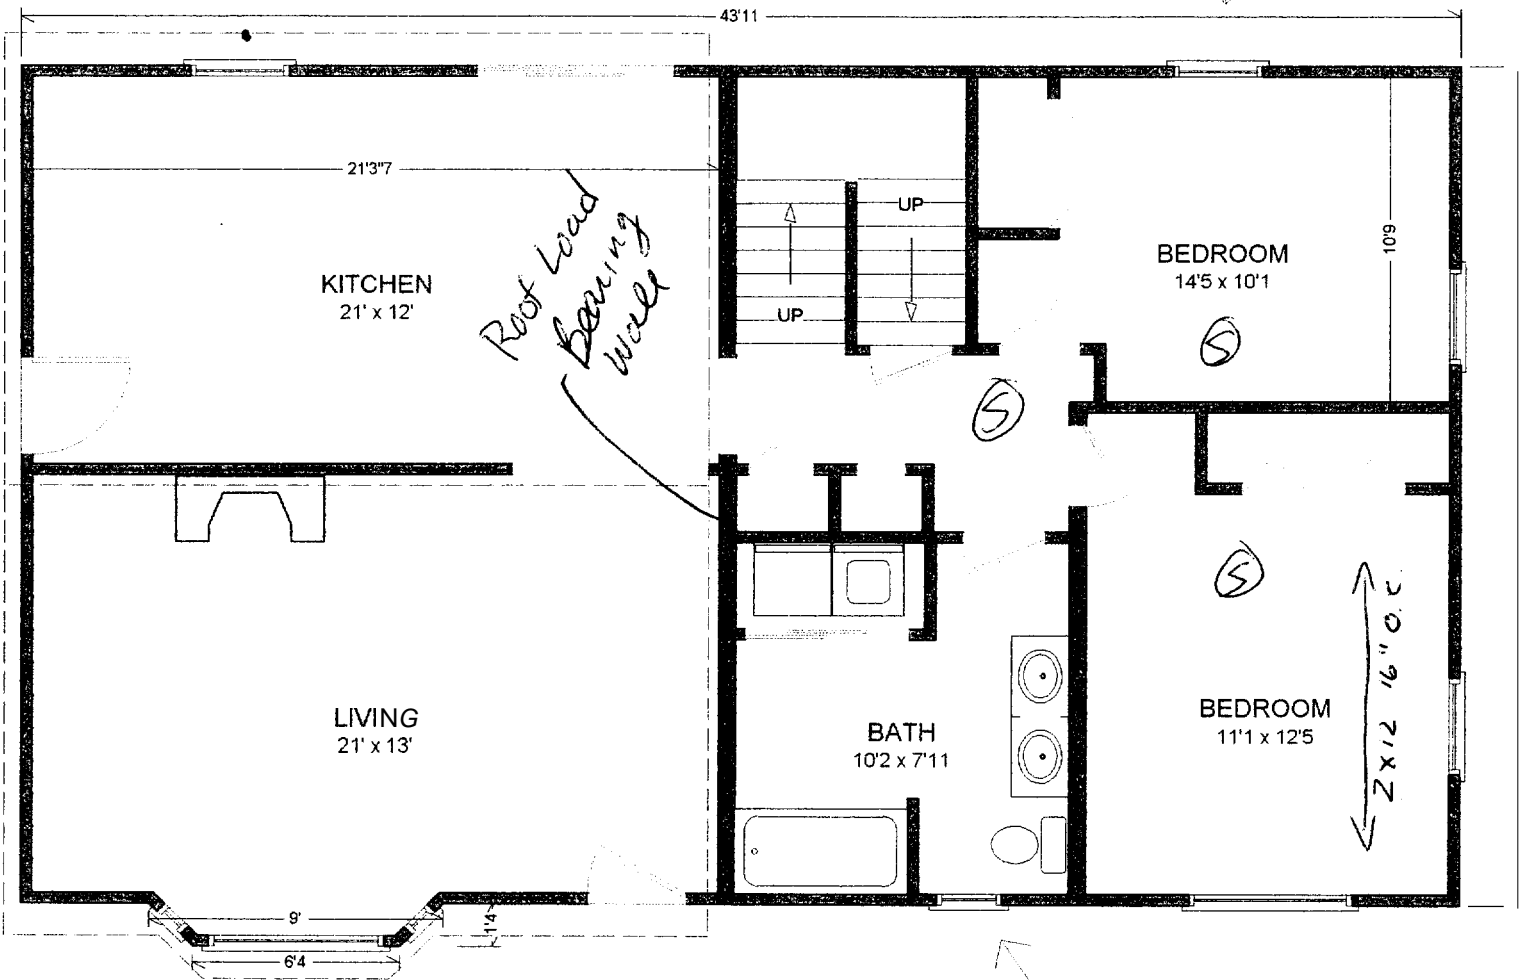 43'11
21'3"7
KITCHEN
21' x 12'
Roof Load
Bearing
Wall
UP
UP
BEDROOM
14'5 x 10'1
10'9
S
S
S
LIVING
21' x 13'
BATH
10'2 x 7'11
BEDROOM
11'1 x 12'5
2x12 16" O.C
9'
1'4
6'4